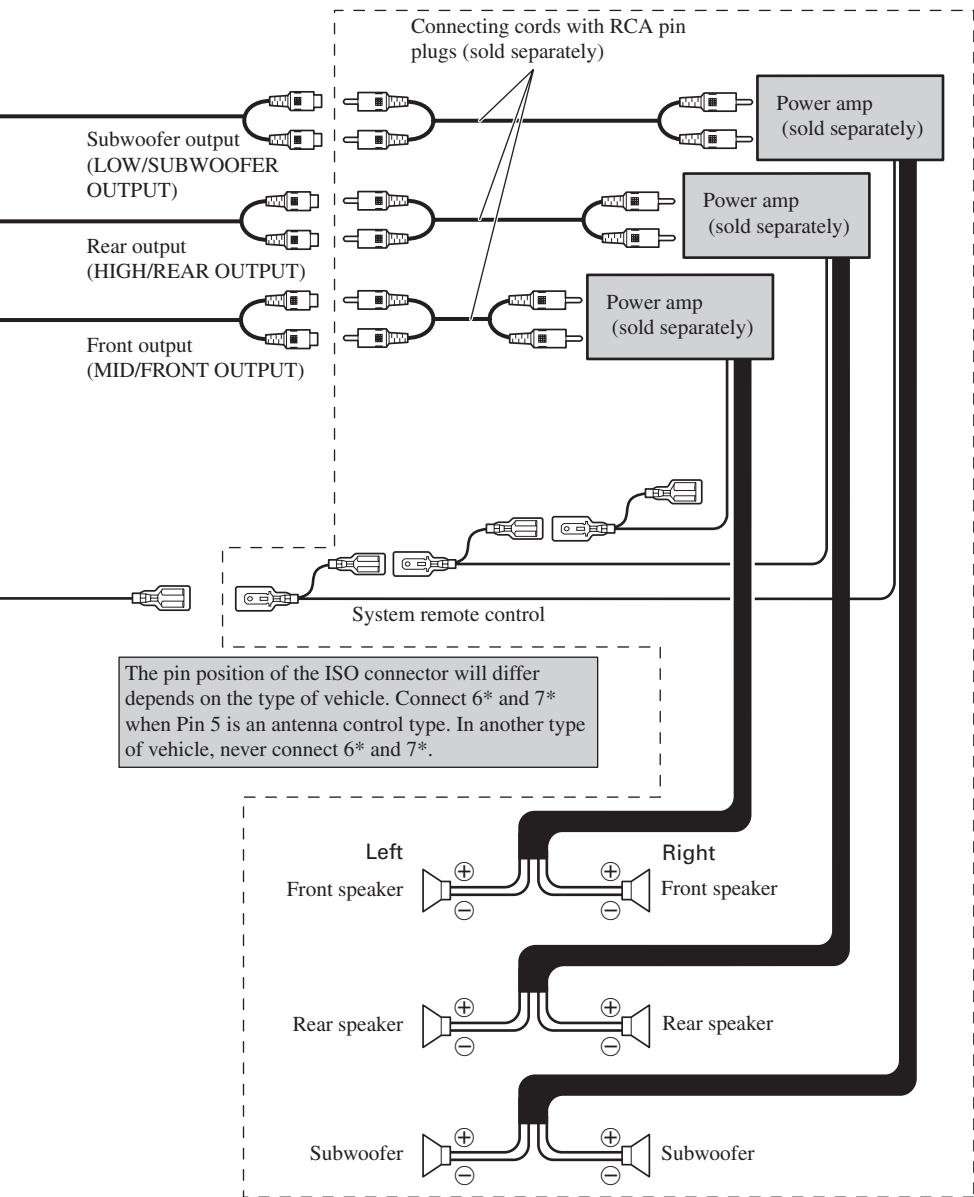 Connecting cords with RCA pin
plugs (sold separately)
Power amp
(sold separately)
Subwoofer output
(LOW/SUBWOOFER
OUTPUT)
Power amp
(sold separately)
Rear output
(HIGH/REAR OUTPUT)
Power amp
(sold separately)
Front output
(MID/FRONT OUTPUT)
System remote control
The pin position of the ISO connector will differ
depends on the type of vehicle. Connect 6* and 7*
when Pin 5 is an antenna control type. In another type
of vehicle, never connect 6* and 7*.
Left
Right
⊕
⊕
Front speaker
Front speaker
⊖
⊖
⊕
⊕
Rear speaker
Rear speaker
⊖
⊖
⊕
⊕
Subwoofer
Subwoofer
⊖
⊖